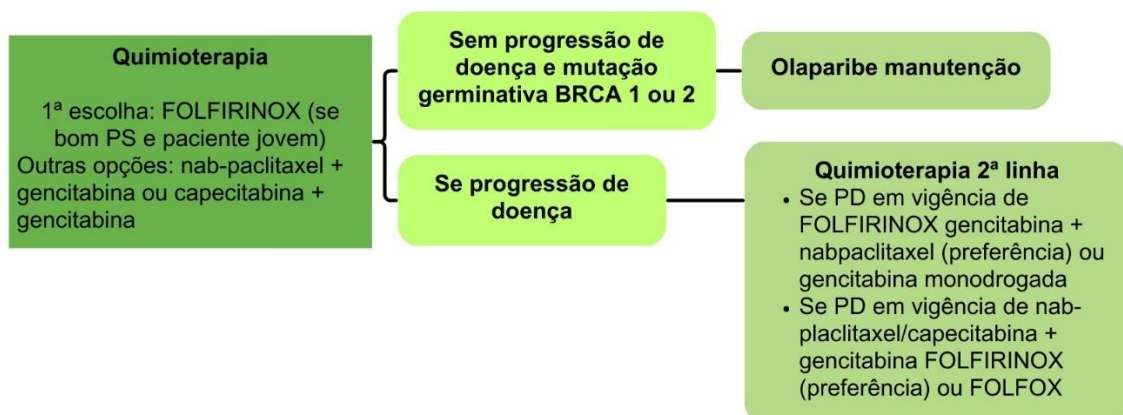 Quimioterapia
1ª escolha: FOLFIRINOX (se
bom PS e paciente jovem)
Outras opções: nab-paclitaxel +
gencitabina ou capecitabina +
gencitabina
Sem progressão de
doença e mutação
germinativa BRCA 1 ou 2
Olaparibe manutenção
Se progressão de
doença
Quimioterapia 2ª linha
• Se PD em vigência de
FOLFIRINOX gencitabina +
nabpaclitaxel (preferência) ou
gencitabina monodrogada
• Se PD em vigência de nab-
placlitaxel/capecitabina +
gencitabina FOLFIRINOX
(preferência) ou FOLFOX